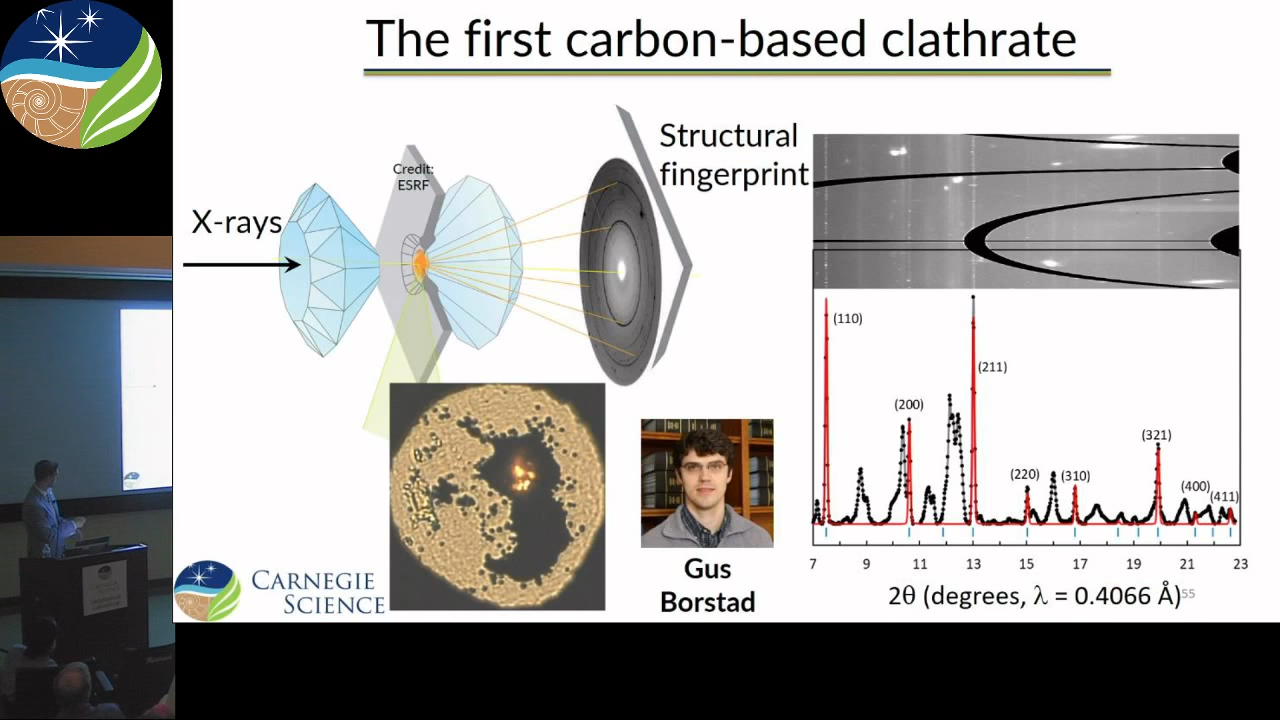 The first carbon-based clathrate
X-rays
Credit:
ESRF
Structural
fingerprint
(110)
(200)
(211)
(220)
(310)
(321)
(400)
(411)
7
9
11
13
15
17
19
21
23
2θ (degrees, λ = 0.4066 Å)
55
Gus
Borstad
CARNEGIE
SCIENCE